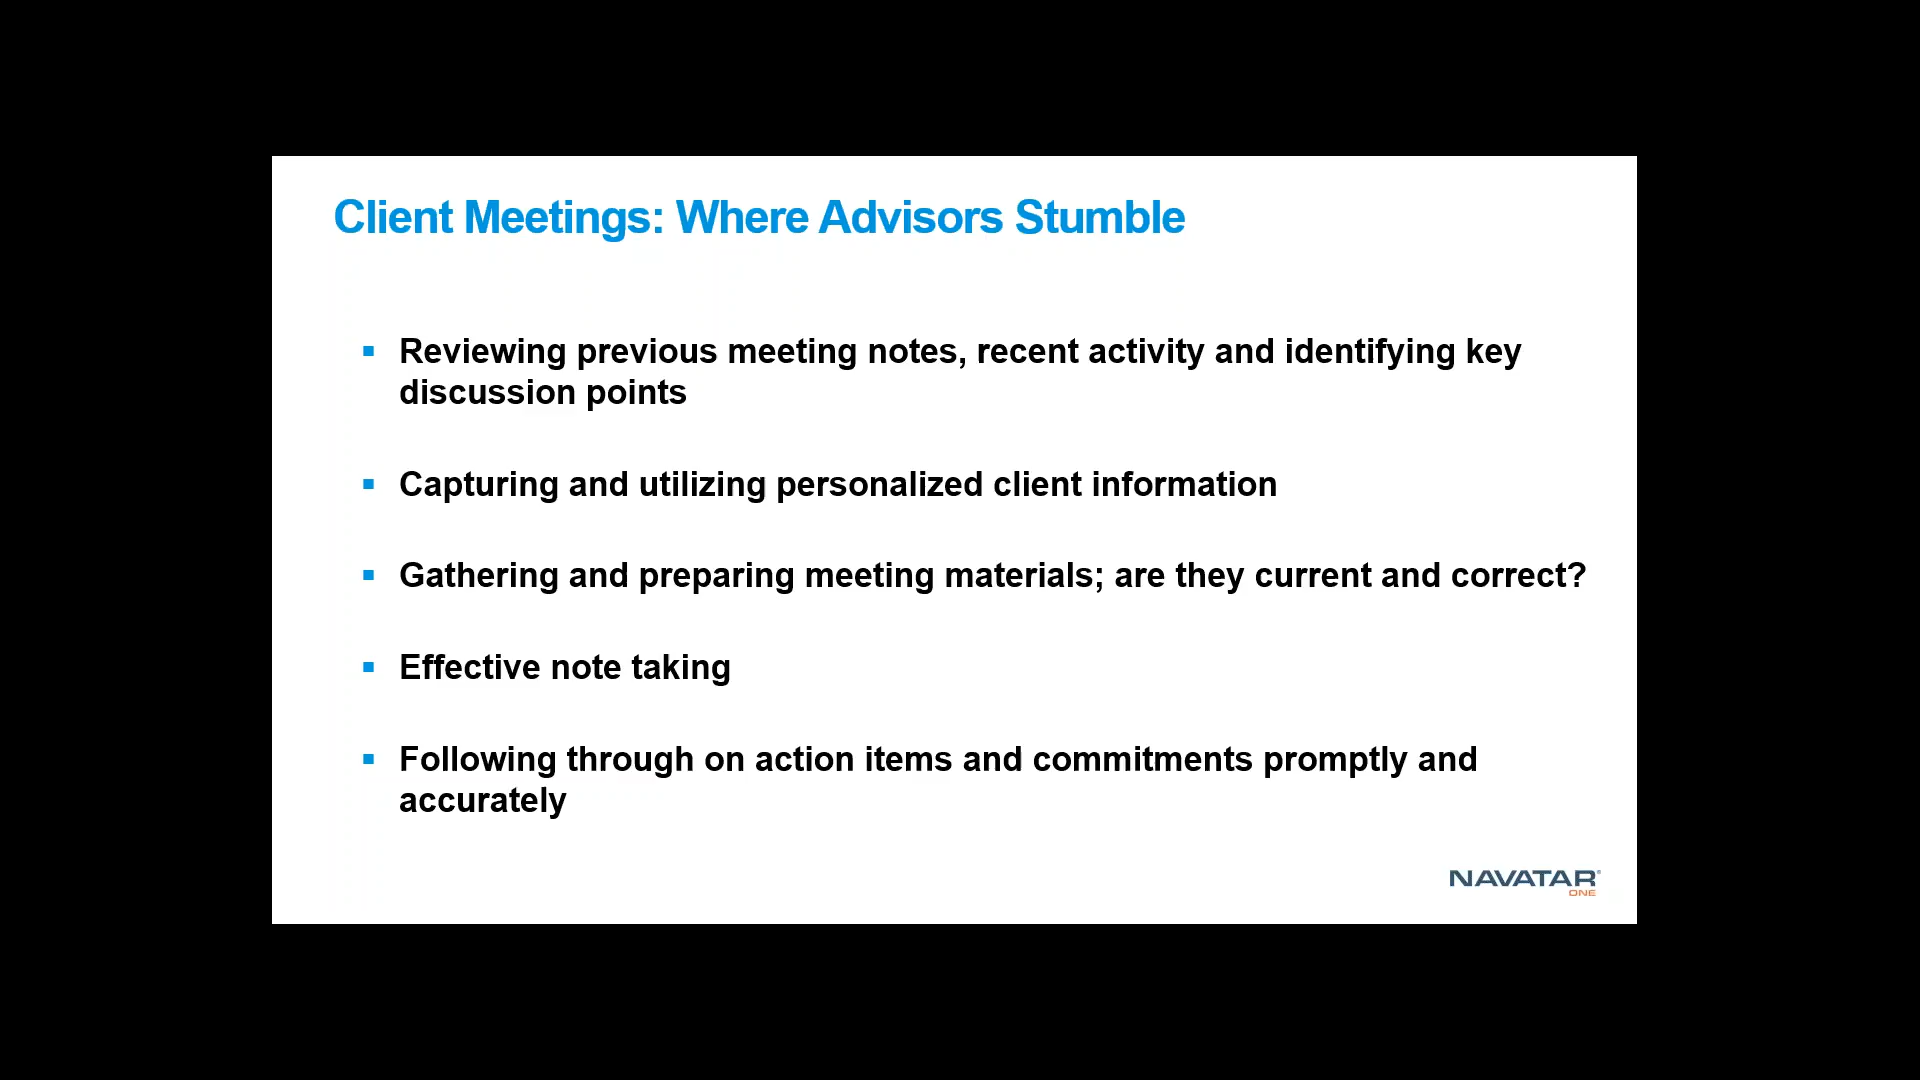 Client Meetings: Where Advisors Stumble
▪ Reviewing previous meeting notes, recent activity and identifying key
discussion points
▪ Capturing and utilizing personalized client information
▪ Gathering and preparing meeting materials; are they current and correct?
▪ Effective note taking
▪ Following through on action items and commitments promptly and
accurately
NAVATAR®
ONE